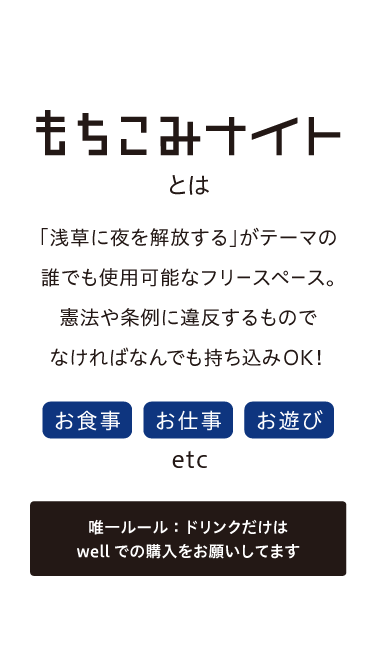 もちこみナイト
とは
「浅草に夜を解放する」がテーマの
誰でも使用可能なフリースペース。
憲法や条例に違反するもので
なければなんでも持ち込みOK！
お食事 お仕事 お遊び
etc
唯一ルール：ドリンクだけは
well での購入をお願いしてます